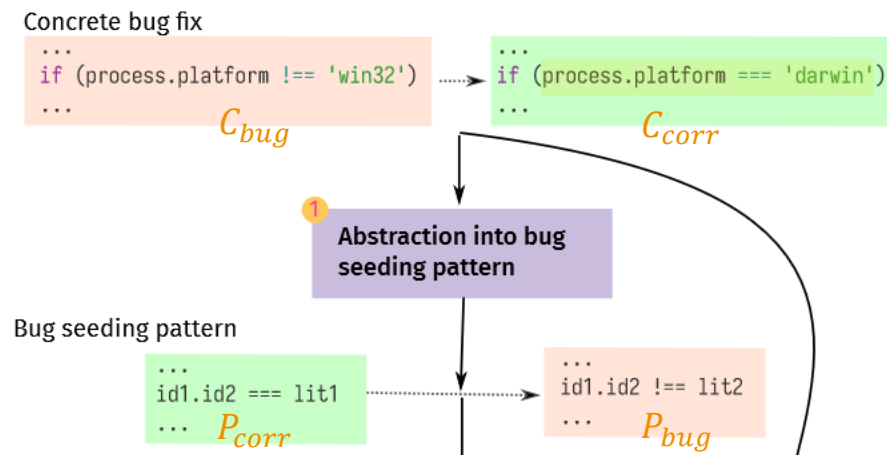 Concrete bug fix
...
if (process.platform !== 'win32')
...
C_bug
...
if (process.platform === 'darwin')
...
C_corr
1
Abstraction into bug
seeding pattern
Bug seeding pattern
...
id1.id2 === lit1
...
P_corr
...
id1.id2 !== lit2
...
P_bug